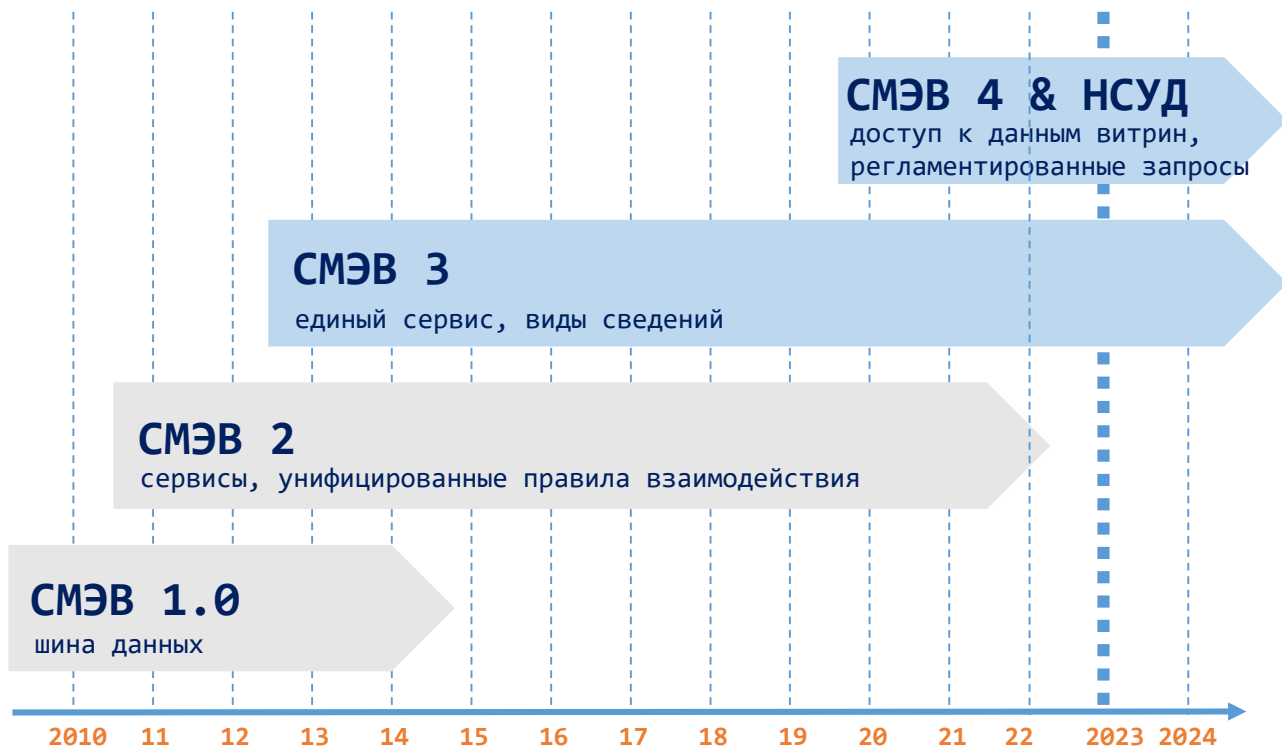 СМЭВ 4 & НСУД
доступ к данным витрин,
регламентированные запросы
СМЭВ 3
единый сервис, виды сведений
СМЭВ 2
сервисы, унифицированные правила взаимодействия
СМЭВ 1.0
шина данных
2010 11 12 13 14 15 16 17 18 19 20 21 22 2023 2024